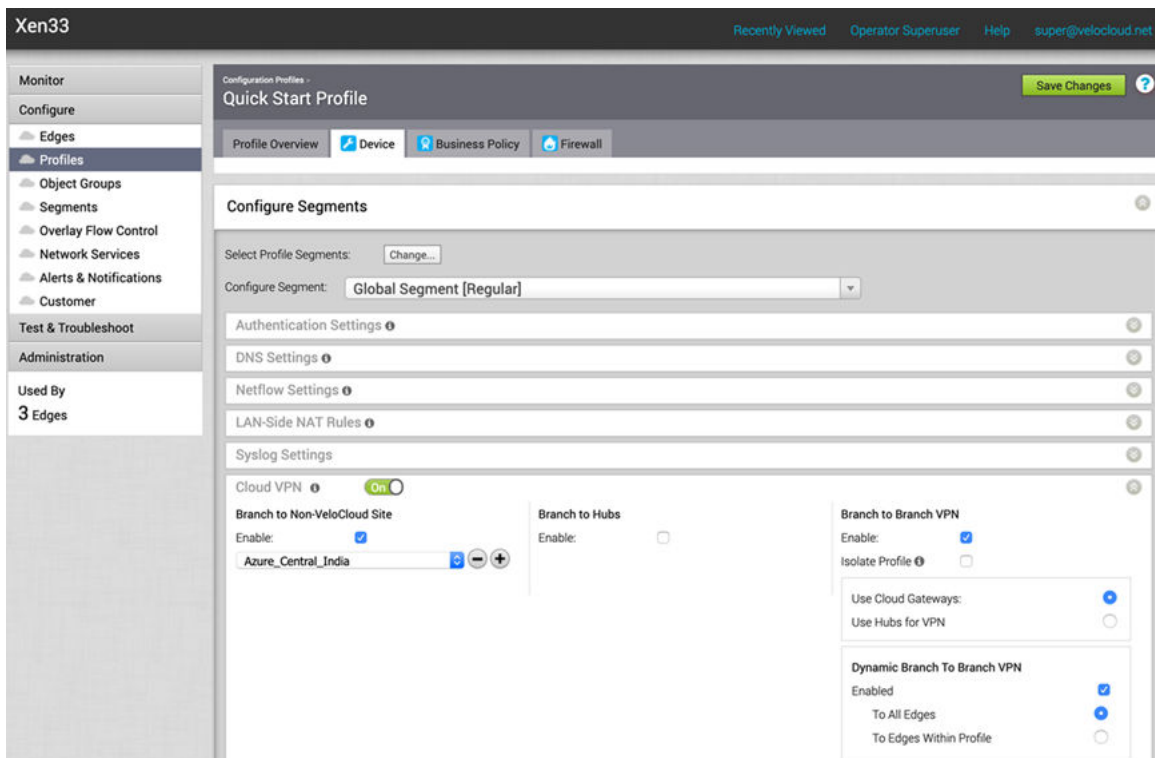 Xen33
Recently Viewed Operator Superuser Help super@velocloud.net
Monitor
Configure
Edges
Profiles
Object Groups
Segments
Overlay Flow Control
Network Services
Alerts & Notifications
Customer
Test & Troubleshoot
Administration
Used By
3 Edges
Configuration Profiles -
Quick Start Profile
Save Changes ?
Profile Overview Device Business Policy Firewall
Configure Segments
Select Profile Segments: Change...
Configure Segment: Global Segment [Regular]
Authentication Settings
DNS Settings
Netflow Settings
LAN-Side NAT Rules
Syslog Settings
Cloud VPN On
Branch to Non-VeloCloud Site
Enable:
Azure_Central_India
Branch to Hubs
Enable:
Branch to Branch VPN
Enable:
Isolate Profile
Use Cloud Gateways:
Use Hubs for VPN
Dynamic Branch To Branch VPN
Enabled
To All Edges
To Edges Within Profile